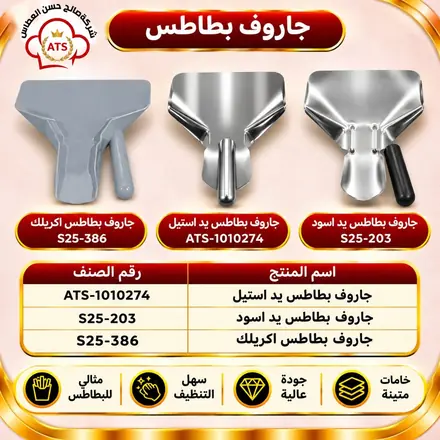 شركة صالح حسن العطاس
ATS
جاروف بطاطس
جاروف بطاطس يد اسود
S25-203
جاروف بطاطس يد استيل
ATS-1010274
جاروف بطاطس اكريلك
S25-386
اسم المنتج
رقم الصنف
جاروف بطاطس يد استيل
ATS-1010274
جاروف بطاطس يد اسود
S25-203
جاروف بطاطس اكريلك
S25-386
خامات
متينة
جودة
عالية
سهل
التنظيف
مثالي
للبطاطس